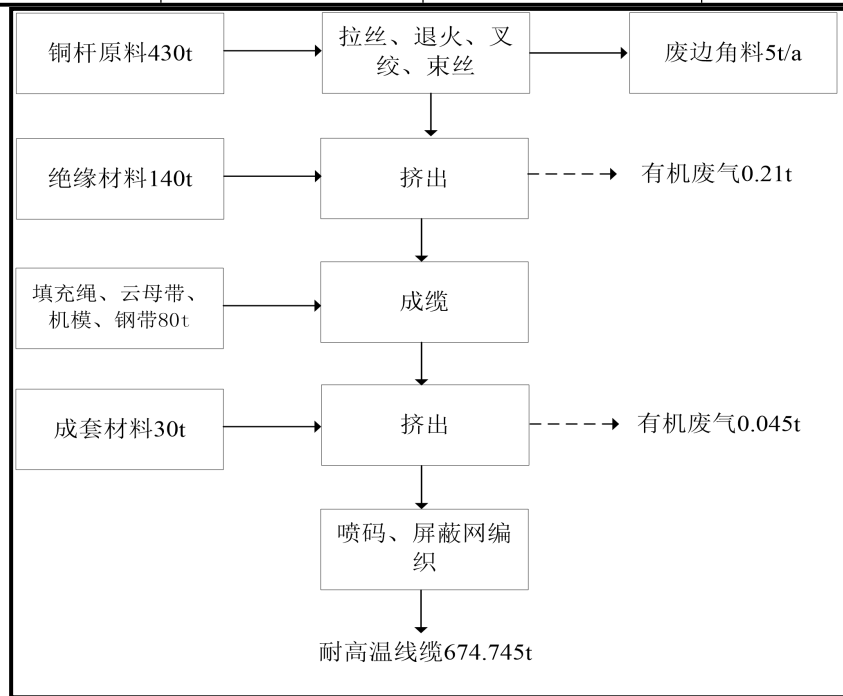 铜杆原料430t
拉丝、退火、叉
绞、束丝
废边角料5t/a
绝缘材料140t
挤出
有机废气0.21t
填充绳、云母带、
机模、钢带80t
成缆
成套材料30t
挤出
有机废气0.045t
喷码、屏蔽网编
织
耐高温线缆674.745t